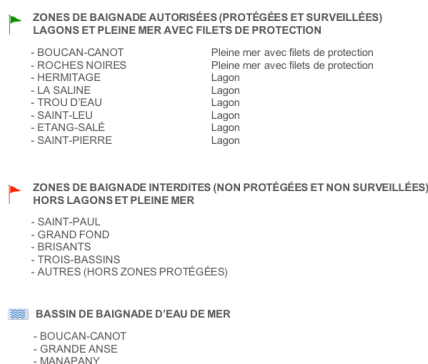 ZONES DE BAIGNADE AUTORISÉES (PROTÉGÉES ET SURVEILLÉES)
LAGONS ET PLEINE MER AVEC FILETS DE PROTECTION
- BOUCAN-CANOT Pleine mer avec filets de protection
- ROCHES NOIRES Pleine mer avec filets de protection
- HERMITAGE Lagon
- LA SALINE Lagon
- TROU D'EAU Lagon
- SAINT-LEU Lagon
- ETANG-SALÉ Lagon
- SAINT-PIERRE Lagon
ZONES DE BAIGNADE INTERDITES (NON PROTÉGÉES ET NON SURVEILLÉES)
HORS LAGONS ET PLEINE MER
- SAINT-PAUL
- GRAND FOND
- BRISANTS
- TROIS-BASSINS
- AUTRES (HORS ZONES PROTÉGÉES)
BASSIN DE BAIGNADE D'EAU DE MER
- BOUCAN-CANOT
- GRANDE ANSE
- MANAPANY